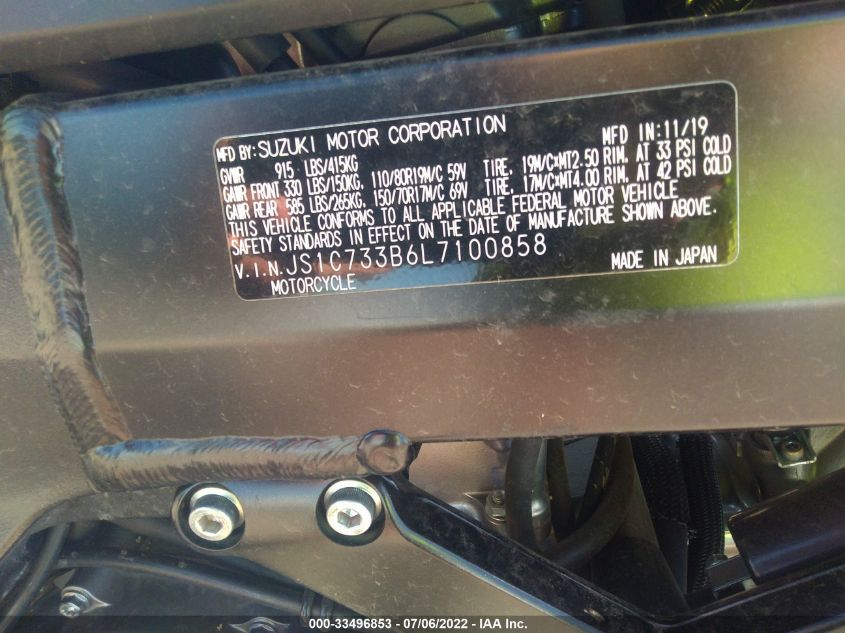 MFD BY: SUZUKI MOTOR CORPORATION MFD IN: 11/19
GVWR 915 LBS/415KG
GAWR FRONT 330 LBS/150KG, 110/80R19M/C 59V TIRE, 19M/C×MT2.50 RIM, AT 33 PSI COLD
GAWR REAR 585 LBS/265KG, 150/70R17M/C 69V TIRE, 17M/C×MT4.00 RIM, AT 42 PSI COLD
THIS VEHICLE CONFORMS TO ALL APPLICABLE FEDERAL MOTOR VEHICLE
SAFETY STANDARDS IN EFFECT ON THE DATE OF MANUFACTURE SHOWN ABOVE.
V.I.N. JS1C733B6L7100858 MADE IN JAPAN
MOTORCYCLE
000-33496853 - 07/06/2022 - IAA Inc.